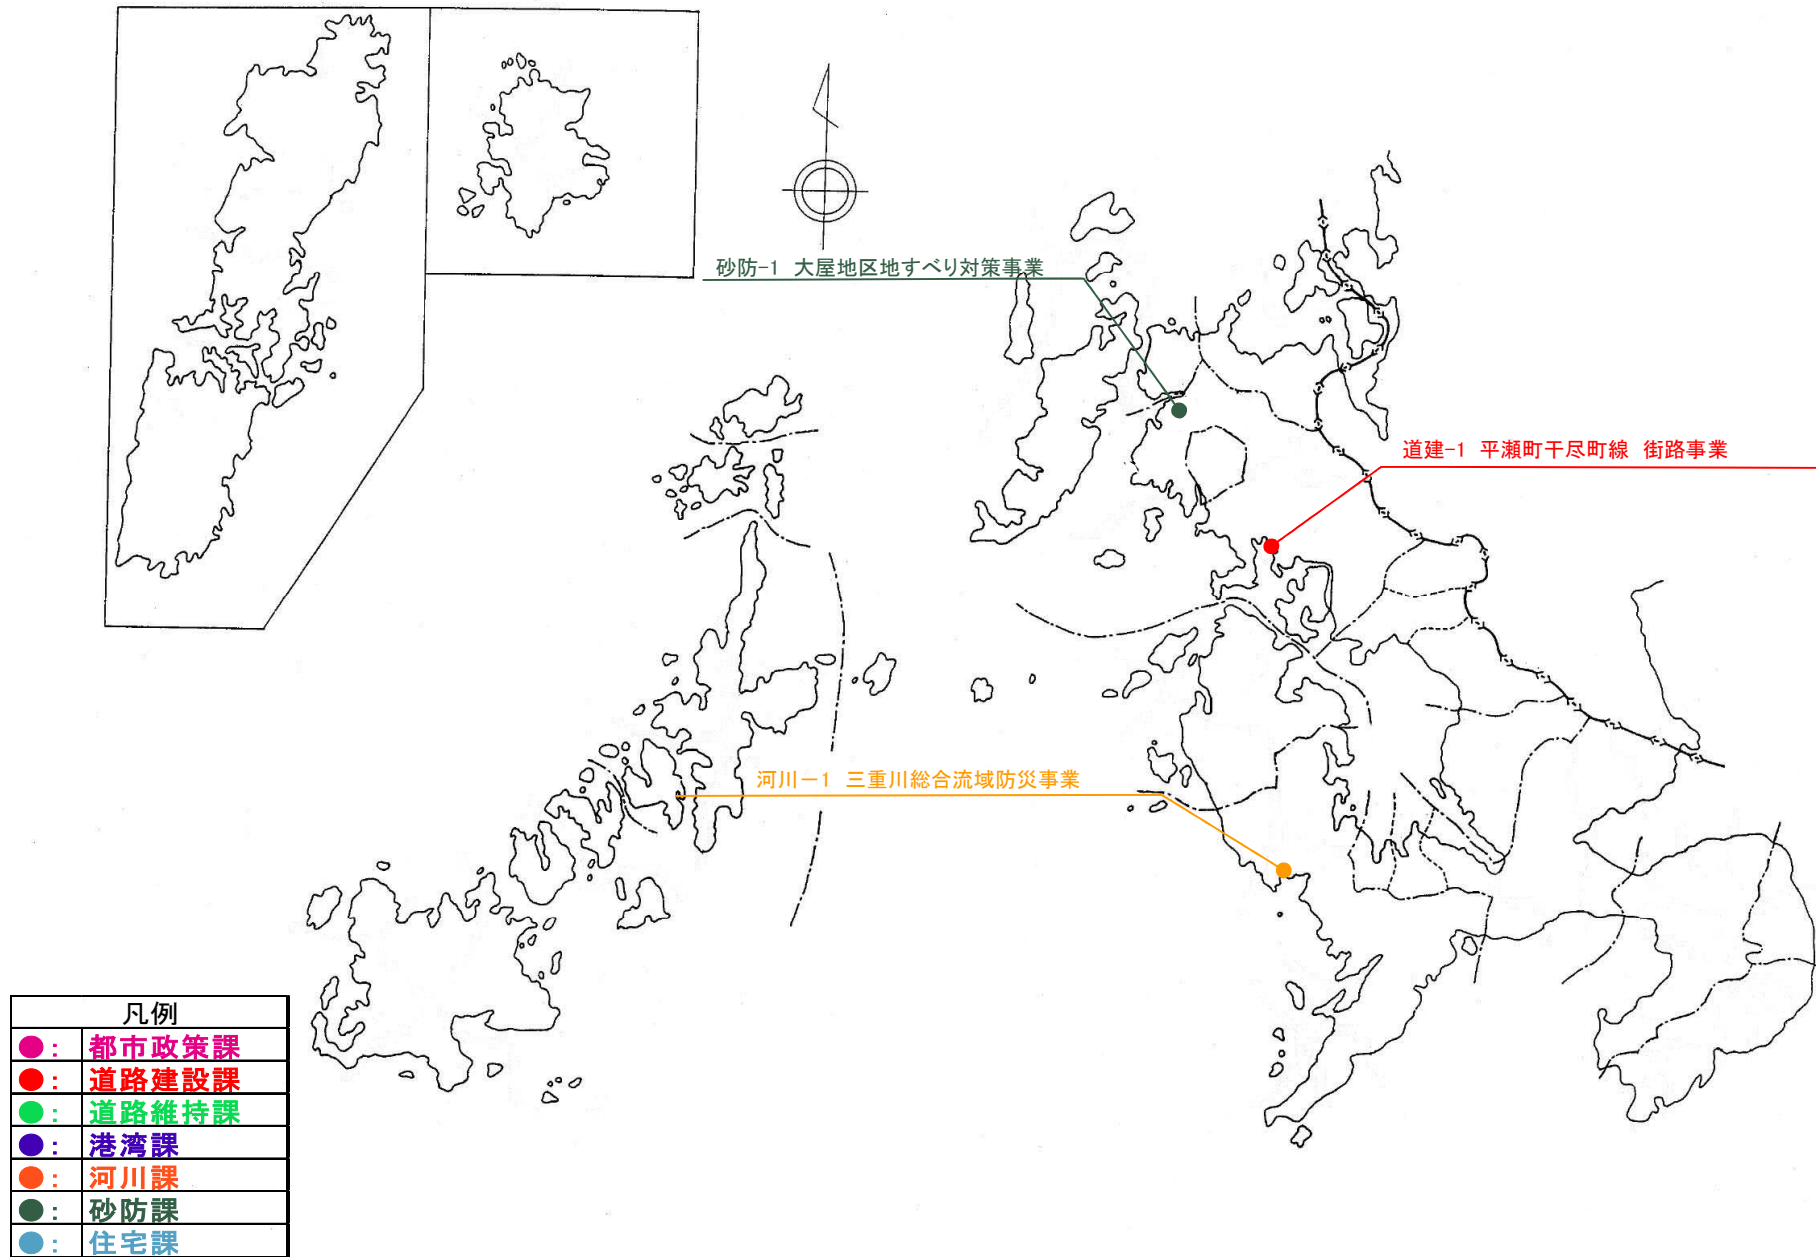 砂防-1 大屋地区地すべり対策事業
道建-1 平瀬町干尽町線 街路事業
河川－1 三重川総合流域防災事業
凡例
●： 都市政策課
●： 道路建設課
●： 道路維持課
●： 港湾課
●： 河川課
●： 砂防課
●： 住宅課